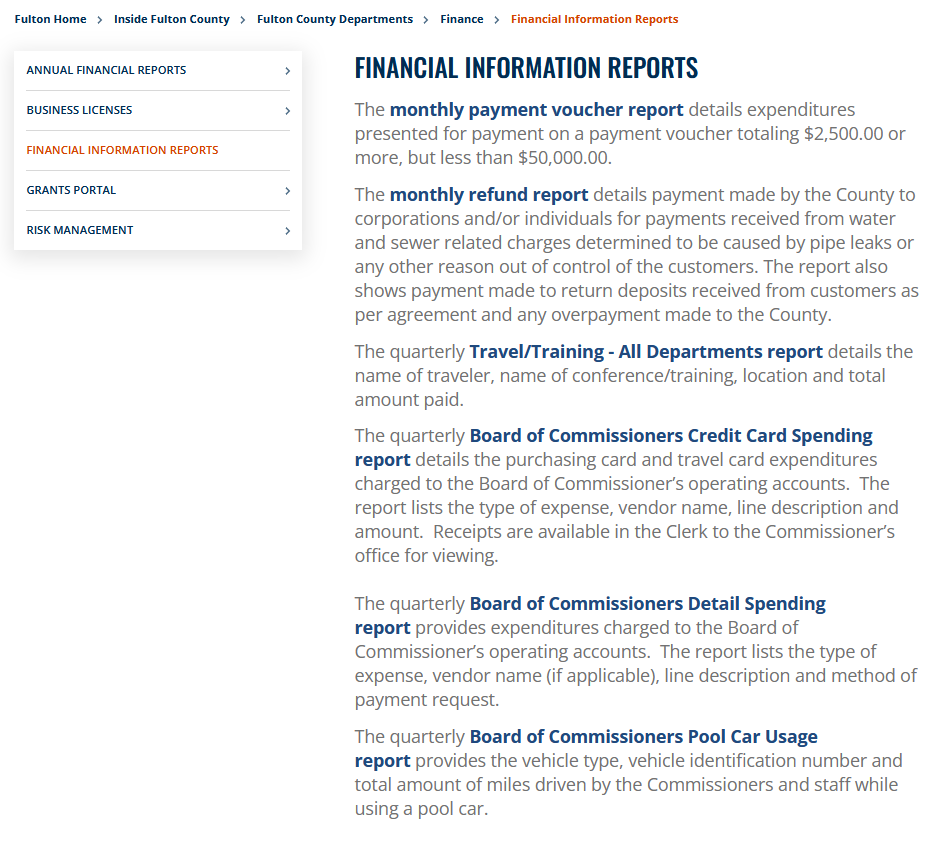 Fulton Home > Inside Fulton County > Fulton County Departments > Finance > Financial Information Reports
ANNUAL FINANCIAL REPORTS >
BUSINESS LICENSES >
FINANCIAL INFORMATION REPORTS
GRANTS PORTAL >
RISK MANAGEMENT >
FINANCIAL INFORMATION REPORTS
The monthly payment voucher report details expenditures
presented for payment on a payment voucher totaling $2,500.00 or
more, but less than $50,000.00.
The monthly refund report details payment made by the County to
corporations and/or individuals for payments received from water
and sewer related charges determined to be caused by pipe leaks or
any other reason out of control of the customers. The report also
shows payment made to return deposits received from customers as
per agreement and any overpayment made to the County.
The quarterly Travel/Training - All Departments report details the
name of traveler, name of conference/training, location and total
amount paid.
The quarterly Board of Commissioners Credit Card Spending
report details the purchasing card and travel card expenditures
charged to the Board of Commissioner’s operating accounts.  The
report lists the type of expense, vendor name, line description and
amount.  Receipts are available in the Clerk to the Commissioner’s
office for viewing.
The quarterly Board of Commissioners Detail Spending
report provides expenditures charged to the Board of
Commissioner’s operating accounts.  The report lists the type of
expense, vendor name (if applicable), line description and method of
payment request.
The quarterly Board of Commissioners Pool Car Usage
report provides the vehicle type, vehicle identification number and
total amount of miles driven by the Commissioners and staff while
using a pool car.